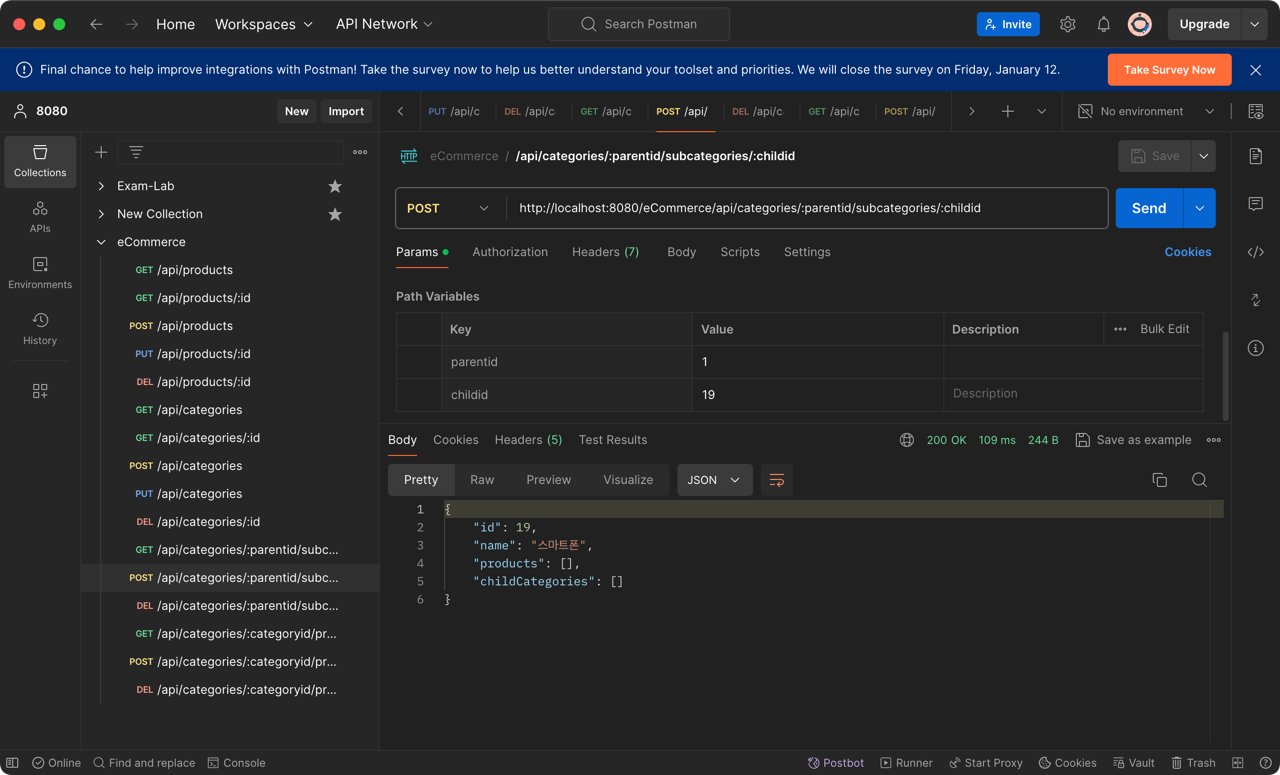 Home Workspaces API Network Search Postman Invite Upgrade
Final chance to help improve integrations with Postman! Take the survey now to help us better understand your toolset and priorities. We will close the survey on Friday, January 12. Take Survey Now
8080 New Import
PUT /api/c DEL /api/c. GET /api/c POST /api/ DEL /api/c. GET /api/c POST /api/ No environment
Collections
APIs
Environments
History
Exam-Lab
New Collection
eCommerce
GET /api/products
GET /api/products/:id
POST /api/products
PUT /api/products/:id
DEL /api/products/:id
GET /api/categories
GET /api/categories/:id
POST /api/categories
PUT /api/categories
DEL /api/categories/:id
GET /api/categories/:parentid/subc...
POST /api/categories/:parentid/subc...
DEL /api/categories/:parentid/subc...
GET /api/categories/:categoryid/pr...
POST /api/categories/:categoryid/pr...
DEL /api/categories/:categoryid/pr...
HTTP eCommerce / /api/categories/:parentid/subcategories/:childid Save
POST http://localhost:8080/eCommerce/api/categories/:parentid/subcategories/:childid Send
Params Authorization Headers (7) Body Scripts Settings Cookies
Path Variables
Key Value Description Bulk Edit
parentid 1
childid 19 Description
Body Cookies Headers (5) Test Results 200 OK 109 ms 244 B Save as example
Pretty Raw Preview Visualize JSON
1 {
2 "id": 19,
3 "name": "스마트폰",
4 "products": [],
5 "childCategories": []
6 }
Online Find and replace Console Postbot Runner Start Proxy Cookies Vault Trash